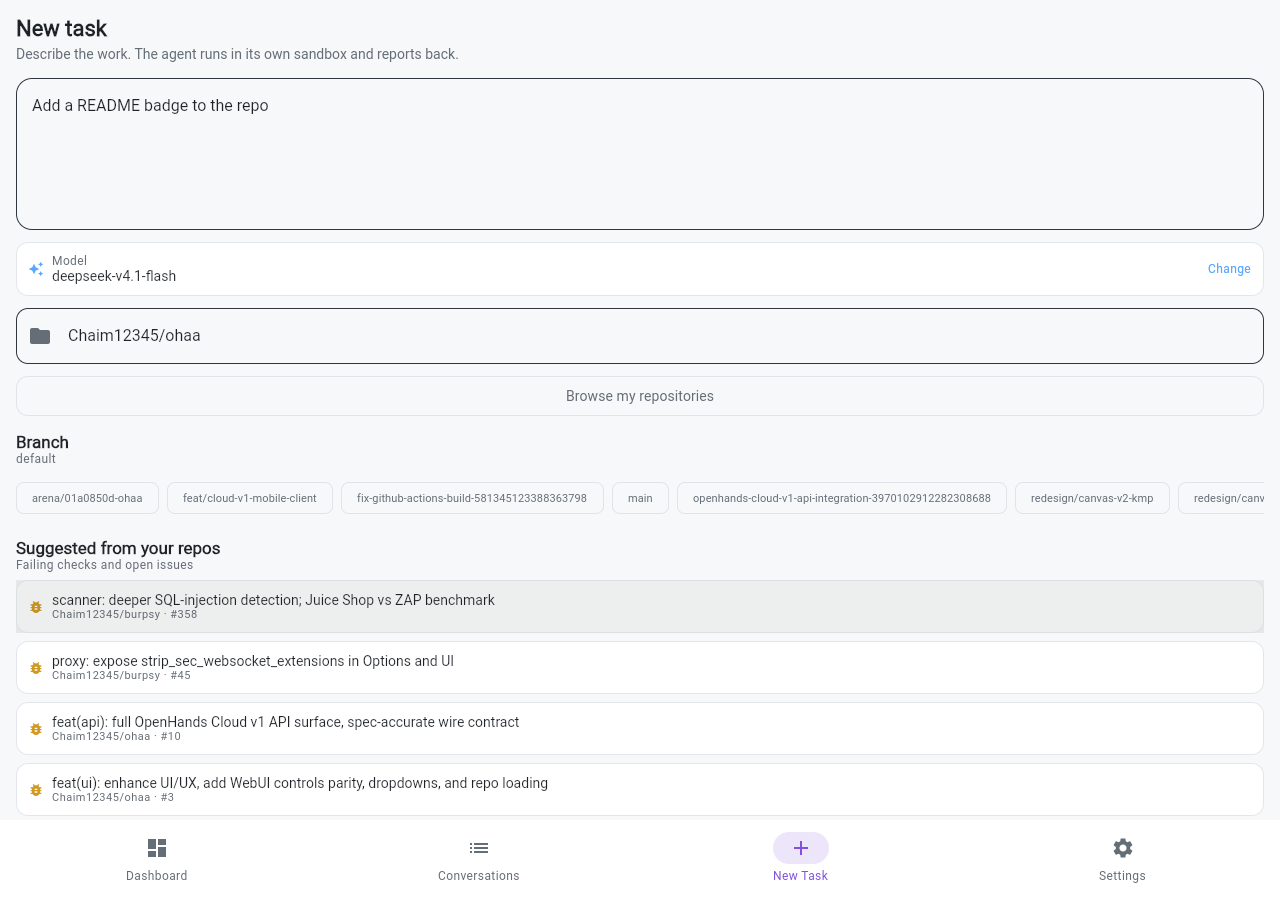 New task
Describe the work. The agent runs in its own sandbox and reports back.
Add a README badge to the repo
Model
deepseek-v4.1-flash
Change
Chaim12345/ohaa
Browse my repositories
Branch
default
arena/01a0850d-ohaa
feat/cloud-v1-mobile-client
fix-github-actions-build-581345123388363798
main
openhands-cloud-v1-api-integration-3970102912282308688
redesign/canvas-v2-kmp
redesign/canv
Suggested from your repos
Failing checks and open issues
scanner: deeper SQL-injection detection; Juice Shop vs ZAP benchmark
Chaim12345/burpsy · #358
proxy: expose strip_sec_websocket_extensions in Options and UI
Chaim12345/burpsy · #45
feat(api): full OpenHands Cloud v1 API surface, spec-accurate wire contract
Chaim12345/ohaa · #10
feat(ui): enhance UI/UX, add WebUI controls parity, dropdowns, and repo loading
Chaim12345/ohaa · #3
Dashboard
Conversations
New Task
Settings